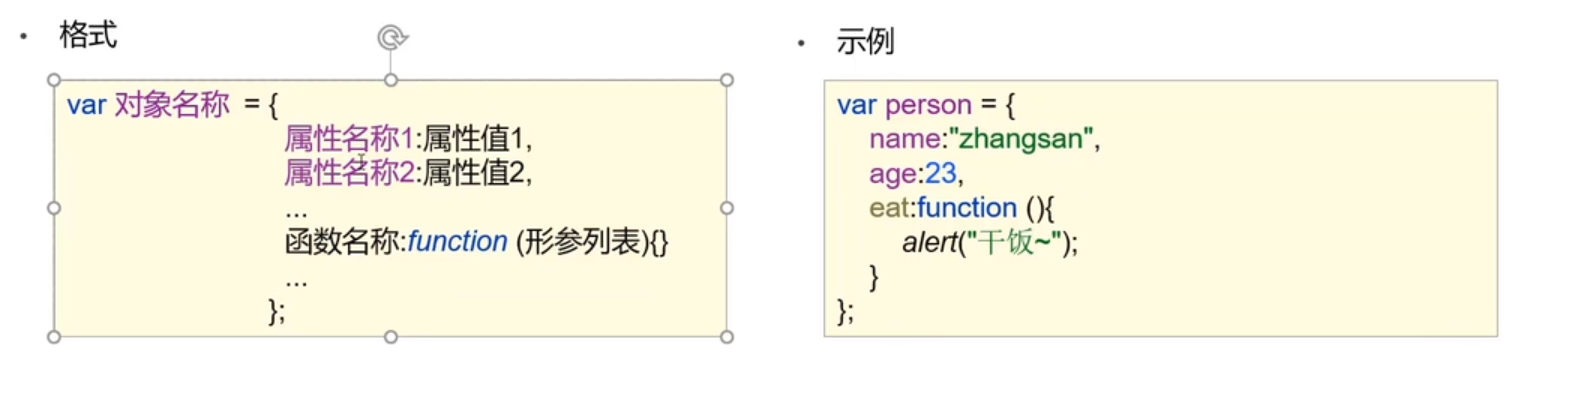 • 格式
var 对象名称 = {
属性名称1:属性值1,
属性名称2:属性值2,
...
函数名称:function (形参列表){}
...
};
• 示例
var person = {
name:"zhangsan",
age:23,
eat:function (){
alert("干饭~");
}
};